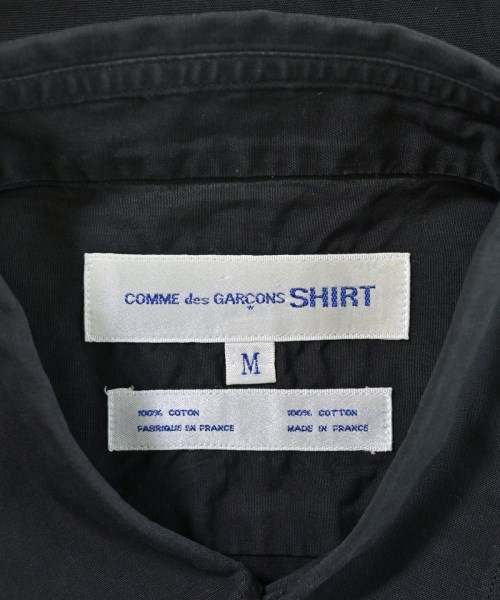 COMME des GARÇONS SHIRT
M
100% COTON
FABRIQUE EN FRANCE
100% COTTON
MADE IN FRANCE